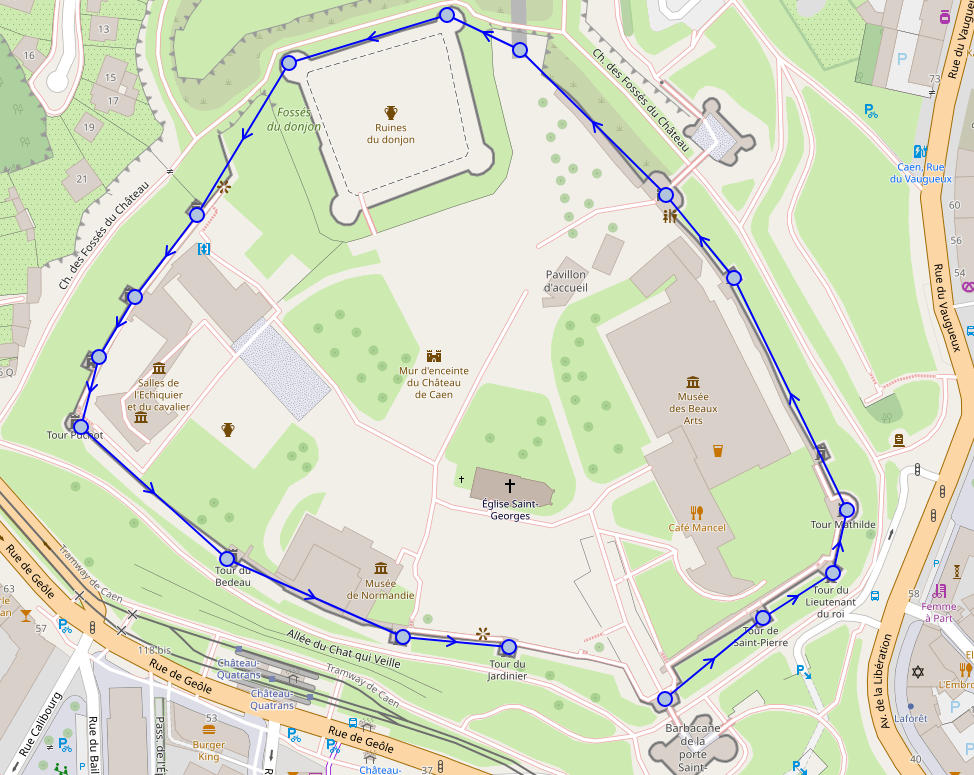 13
16
15
17
19
21
Fossés
du donjon
Ruines
du donjon
Ch. des Fossés du Château
Rue du Vaugueux
P
73
Caen, Rue
du Vaugueux
60
56
54
Rue du Vaugueux
Ch. des Fossés du Château
Pavillon
d'accueil
Mur d'enceinte
du Château
de Caen
Salles de
l'Échiquier
et du cavalier
Musée
des Beaux
Arts
Tour Puchot
Église Saint-
Georges
Café Mancel
Tour Mathilde
Tour du
Bedeau
Musée
de Normandie
Tour du
Lieutenant
du roi
Tour de
Saint-Pierre
Rue de Geôle
Tramway de Caen
63
57
118.bis
Allée du Chat qui Veille
Tour du
Jardinier
P
58
Femme
à Part
Château-
Quatrans
Château-
Quatrans
Tramway de Caen
Rue de Geôle
Rue de Geôle
Barbacane
de la
porte
Saint-
Av. de la Libération
Laforêt
P
Rue Calibourg
Rue du Bail
Pass. de l'É
53
Burger
King
P
37
Château-
40